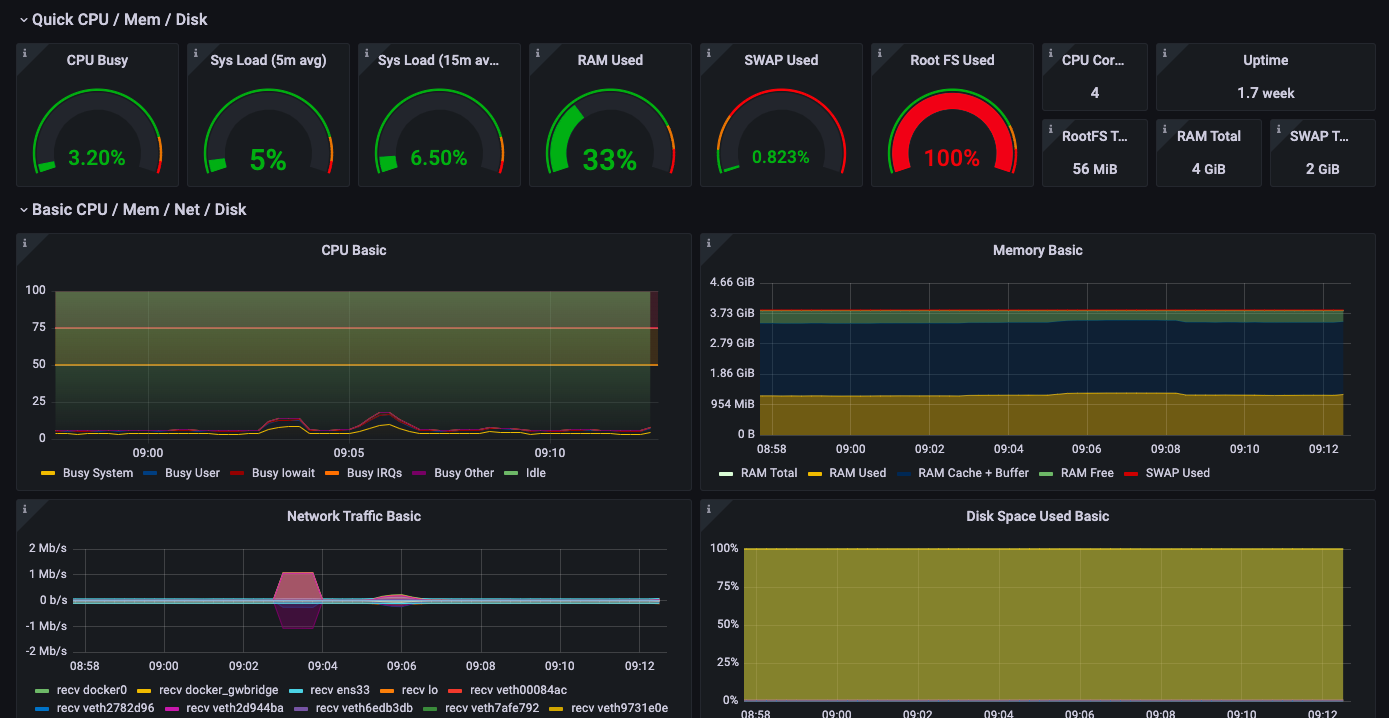 Quick CPU / Mem / Disk
CPU Busy
3.20%
Sys Load (5m avg)
5%
Sys Load (15m av...
6.50%
RAM Used
33%
SWAP Used
0.823%
Root FS Used
100%
CPU Cor...
4
Uptime
1.7 week
RootFS T...
56 MiB
RAM Total
4 GiB
SWAP T...
2 GiB
Basic CPU / Mem / Net / Disk
CPU Basic
100
75
50
25
0
09:00 09:05 09:10
Busy System Busy User Busy Iowait Busy IRQs Busy Other Idle
Memory Basic
4.66 GiB
3.73 GiB
2.79 GiB
1.86 GiB
954 MiB
0 B
08:58 09:00 09:02 09:04 09:06 09:08 09:10 09:12
RAM Total RAM Used RAM Cache + Buffer RAM Free SWAP Used
Network Traffic Basic
2 Mb/s
1 Mb/s
0 b/s
-1 Mb/s
-2 Mb/s
08:58 09:00 09:02 09:04 09:06 09:08 09:10 09:12
recv docker0 recv docker_gwbridge recv ens33 recv lo recv veth00084ac
recv veth2782d96 recv veth2d944ba recv veth6edb3db recv veth7afe792 recv veth9731e0e
Disk Space Used Basic
100%
75%
50%
25%
0%
08:58 09:00 09:02 09:04 09:06 09:08 09:10 09:12